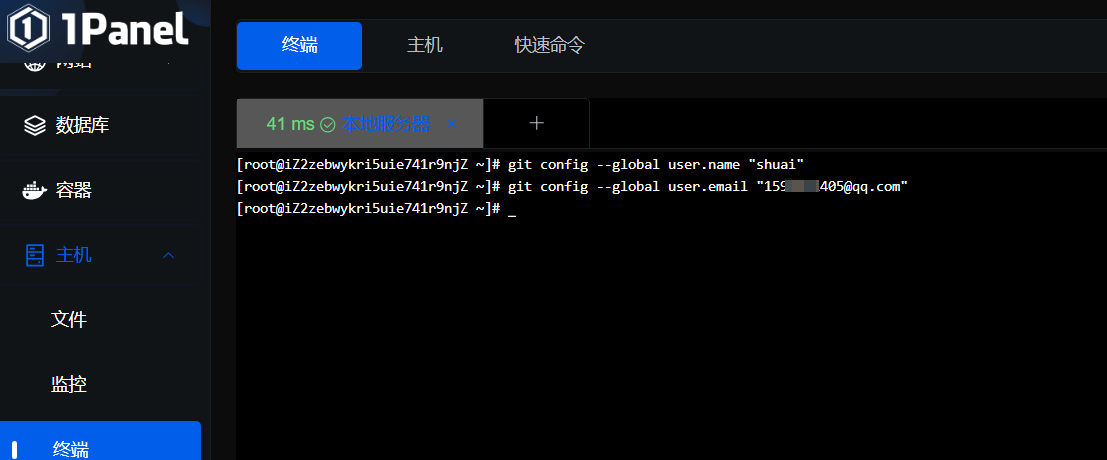 1Panel
网站
数据库
容器
主机
文件
监控
终端
终端 主机 快速命令
41 ms 本地服务器
[root@iZ2zebwykri5uie741r9njZ ~]# git config --global user.name "shuai"
[root@iZ2zebwykri5uie741r9njZ ~]# git config --global user.email "159 405@qq.com"
[root@iZ2zebwykri5uie741r9njZ ~]# _